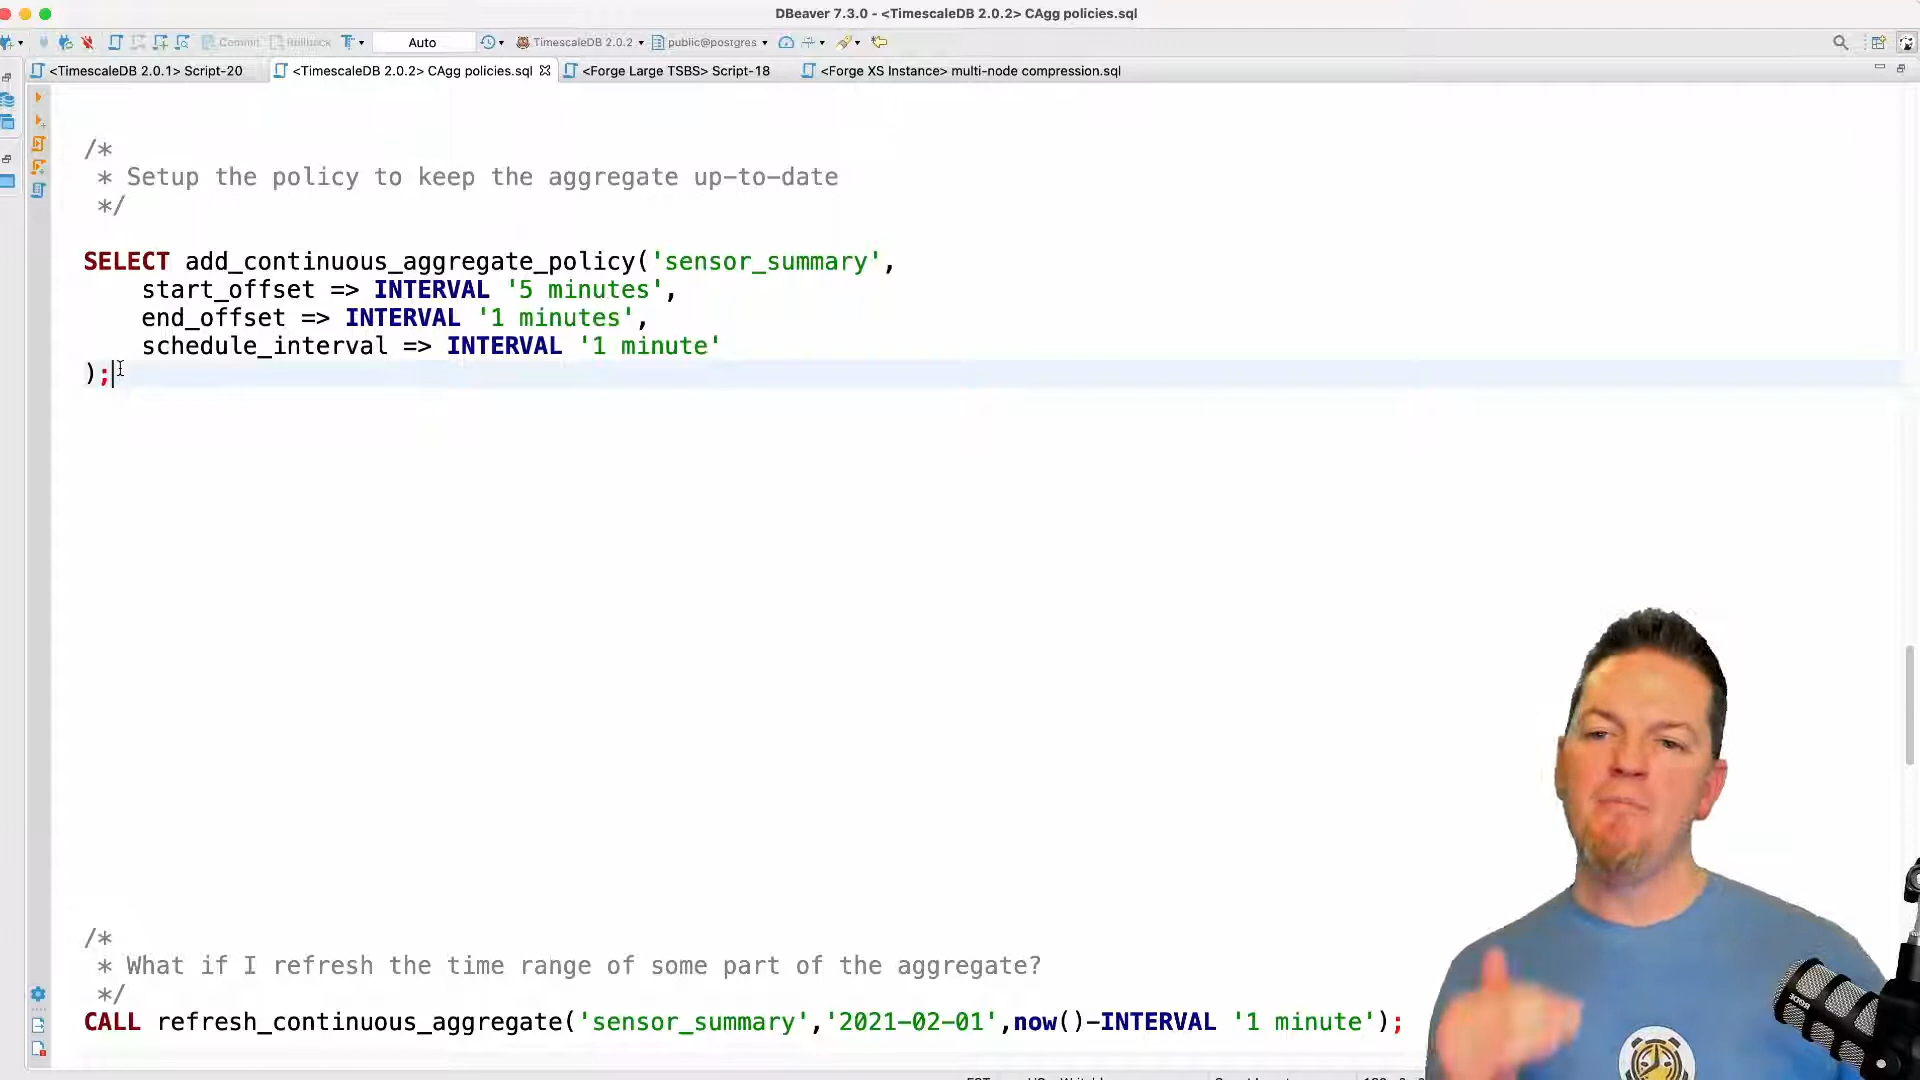 DBeaver 7.3.0 - <TimescaleDB 2.0.2> CAgg policies.sql
Commit Rollback T Auto TimescaleDB 2.0.2 public@postgres
<TimescaleDB 2.0.1> Script-20 <TimescaleDB 2.0.2> CAgg policies.sql <Forge Large TSBS> Script-18 <Forge XS Instance> multi-node compression.sql
/*
* Setup the policy to keep the aggregate up-to-date
*/
SELECT add_continuous_aggregate_policy('sensor_summary',
start_offset => INTERVAL '5 minutes',
end_offset => INTERVAL '1 minutes',
schedule_interval => INTERVAL '1 minute'
);
/*
* What if I refresh the time range of some part of the aggregate?
*/
CALL refresh_continuous_aggregate('sensor_summary','2021-02-01',now()-INTERVAL '1 minute');
RODE